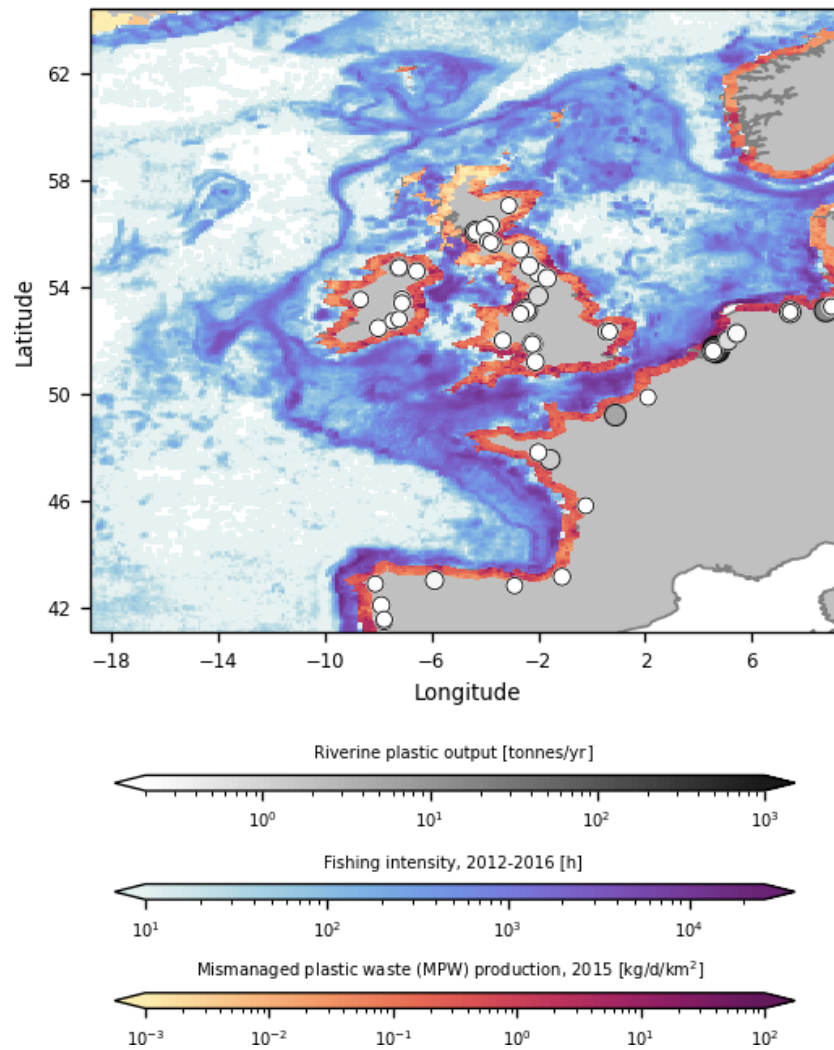 62
58
54
50
46
42
Latitude
−18 −14 −10 −6 −2 2 6
Longitude
Riverine plastic output [tonnes/yr]
10⁰ 10¹ 10² 10³
Fishing intensity, 2012-2016 [h]
10¹ 10² 10³ 10⁴
Mismanaged plastic waste (MPW) production, 2015 [kg/d/km²]
10⁻³ 10⁻² 10⁻¹ 10⁰ 10¹ 10²